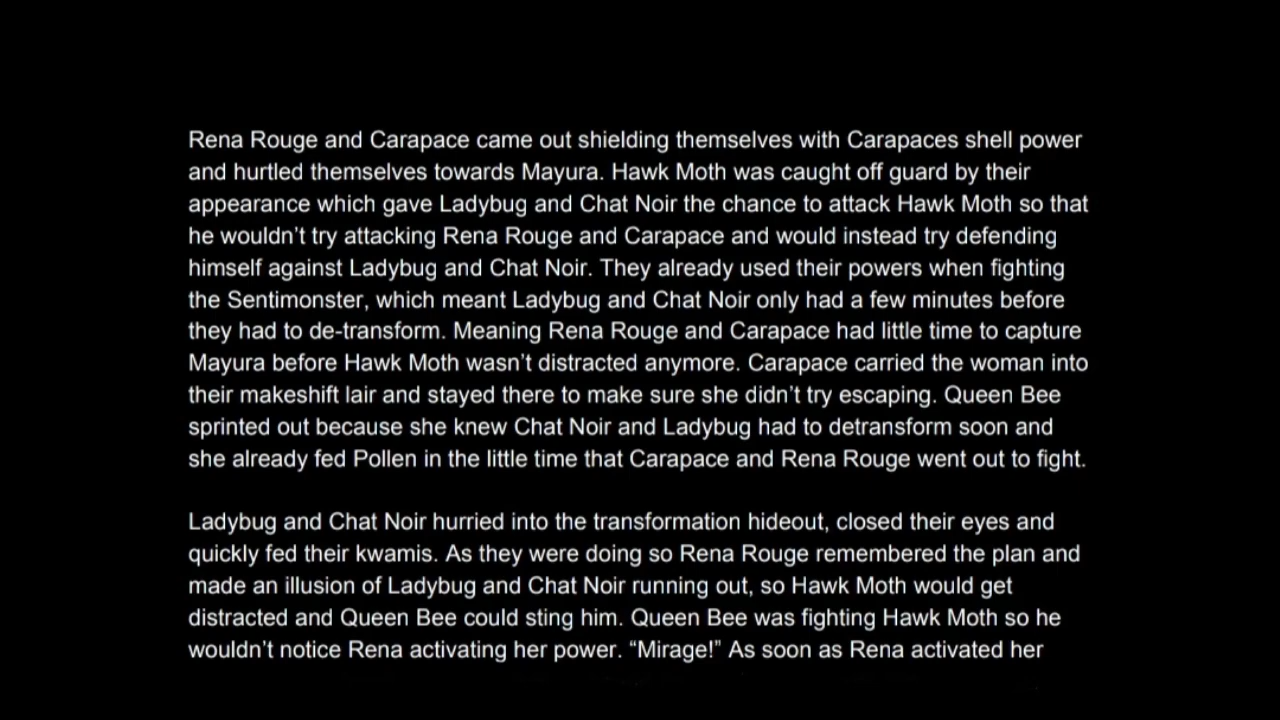 Rena Rouge and Carapace came out shielding themselves with Carapaces shell power
and hurtled themselves towards Mayura. Hawk Moth was caught off guard by their
appearance which gave Ladybug and Chat Noir the chance to attack Hawk Moth so that
he wouldn’t try attacking Rena Rouge and Carapace and would instead try defending
himself against Ladybug and Chat Noir. They already used their powers when fighting
the Sentimonster, which meant Ladybug and Chat Noir only had a few minutes before
they had to de-transform. Meaning Rena Rouge and Carapace had little time to capture
Mayura before Hawk Moth wasn’t distracted anymore. Carapace carried the woman into
their makeshift lair and stayed there to make sure she didn’t try escaping. Queen Bee
sprinted out because she knew Chat Noir and Ladybug had to detransform soon and
she already fed Pollen in the little time that Carapace and Rena Rouge went out to fight.
Ladybug and Chat Noir hurried into the transformation hideout, closed their eyes and
quickly fed their kwamis. As they were doing so Rena Rouge remembered the plan and
made an illusion of Ladybug and Chat Noir running out, so Hawk Moth would get
distracted and Queen Bee could sting him. Queen Bee was fighting Hawk Moth so he
wouldn’t notice Rena activating her power. “Mirage!” As soon as Rena activated her